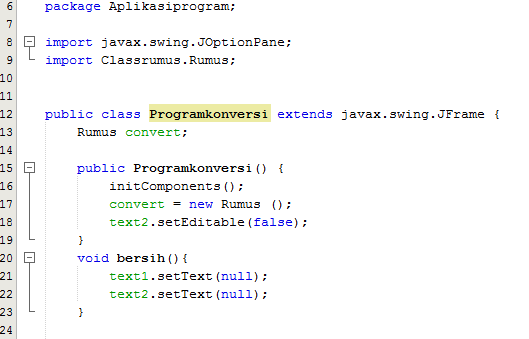 6 package Aplikasiprogram;
7
8 import javax.swing.JOptionPane;
9 import Classrumus.Rumus;
10
11
12 public class Programkonversi extends javax.swing.JFrame {
13 Rumus convert;
14
15 public Programkonversi() {
16 initComponents();
17 convert = new Rumus ();
18 text2.setEditable(false);
19 }
20 void bersih(){
21 text1.setText(null);
22 text2.setText(null);
23 }
24